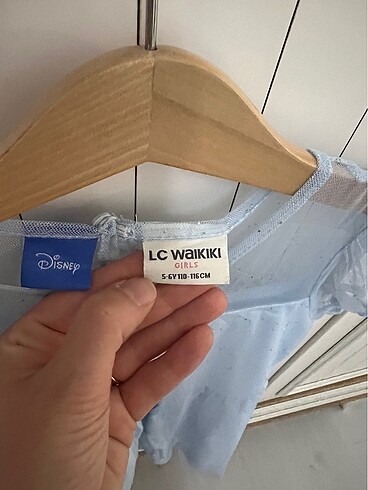 Disney
LC WAIKIKI
GIRLS
5-6Y 110-116CM